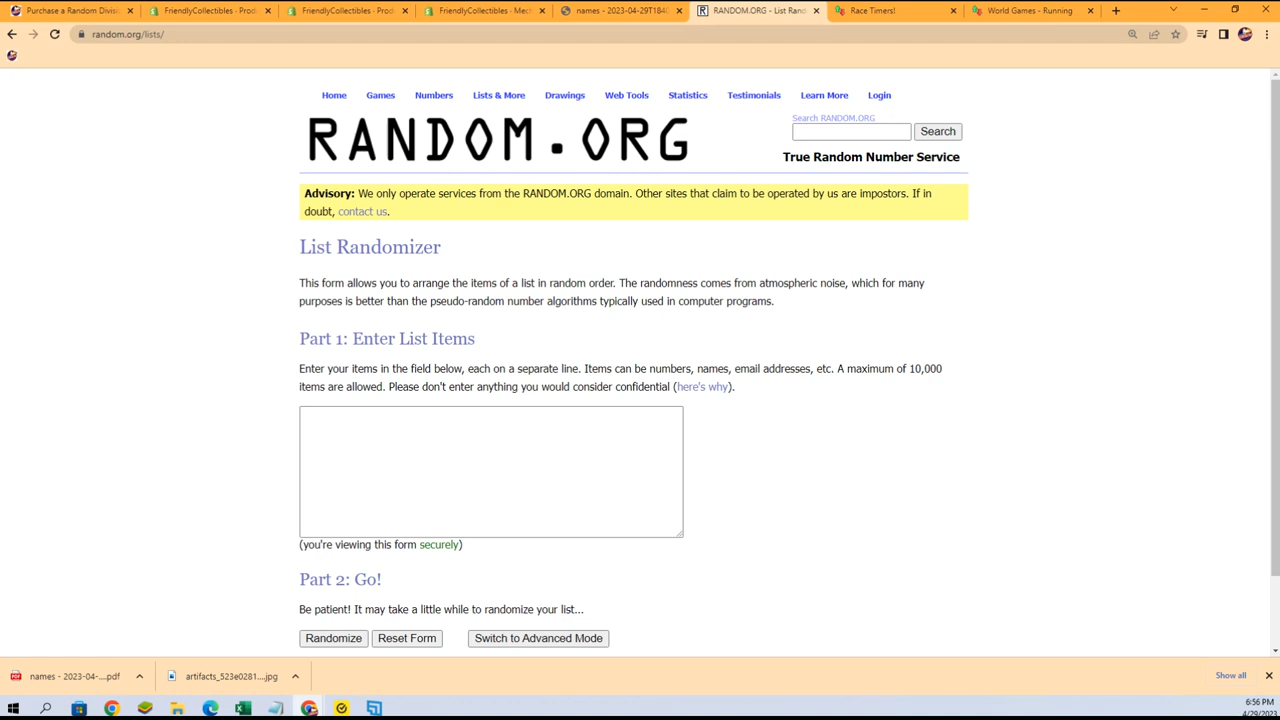 Purchase a Random Divisi
FriendlyCollectibles · Prod
FriendlyCollectibles · Prod
FriendlyCollectibles · Mech
names - 2023-04-29T184
RANDOM.ORG - List Rand
Race Timers!
World Games - Running
random.org/lists/
Home Games Numbers Lists & More Drawings Web Tools Statistics Testimonials Learn More Login
RANDOM.ORG
Search RANDOM.ORG
Search
True Random Number Service
Advisory: We only operate services from the RANDOM.ORG domain. Other sites that claim to be operated by us are impostors. If in
doubt, contact us.
List Randomizer
This form allows you to arrange the items of a list in random order. The randomness comes from atmospheric noise, which for many
purposes is better than the pseudo-random number algorithms typically used in computer programs.
Part 1: Enter List Items
Enter your items in the field below, each on a separate line. Items can be numbers, names, email addresses, etc. A maximum of 10,000
items are allowed. Please don't enter anything you would consider confidential (here's why).
(you're viewing this form securely)
Part 2: Go!
Be patient! It may take a little while to randomize your list...
Randomize Reset Form Switch to Advanced Mode
names - 2023-04-....pdf
artifacts_523e0281....jpg
Show all
6:56 PM
4/29/2023